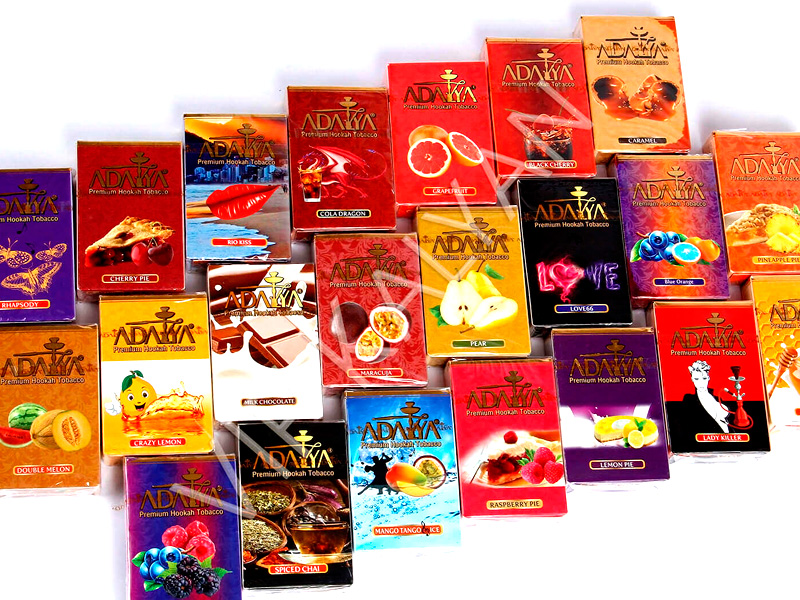 ADALYA
Premium Hookah Tobacco
CARAMEL
ADALYA
Premium Hookah Tobacco
BLACK CHERRY
ADALYA
Premium Hookah Tobacco
GRAPEFRUIT
ADALYA
Premium Hookah Tobacco
COLA DRAGON
ADALYA
Premium Hookah Tobacco
RIO KISS
ADALYA
Premium Hookah Tobacco
CHERRY PIE
ADALYA
Premium Hookah Tobacco
RHAPSODY
ADALYA
Premium Hookah Tobacco
PINEAPPLE PIE
ADALYA
Premium Hookah Tobacco
Blue Orange
ADALYA
Premium Hookah Tobacco
LOVE
LOVE66
ADALYA
Premium Hookah Tobacco
PEAR
ADALYA
Premium Hookah Tobacco
MARACUJA
ADALYA
Premium Hookah Tobacco
MILK CHOCOLATE
ADALYA
Premium Hookah Tobacco
CRAZY LEMON
ADALYA
Premium Hookah Tobacco
DOUBLE MELON
ADALYA
Premium Hookah Tobacco
LADY KILLER
ADALYA
Premium Hookah Tobacco
LEMON PIE
ADALYA
Premium Hookah Tobacco
RASPBERRY PIE
ADALYA
Premium Hookah Tobacco
MANGO TANGO ICE
ADALYA
Premium Hookah Tobacco
SPICED CHAI
ADALYA
Premium Hookah Tobacco